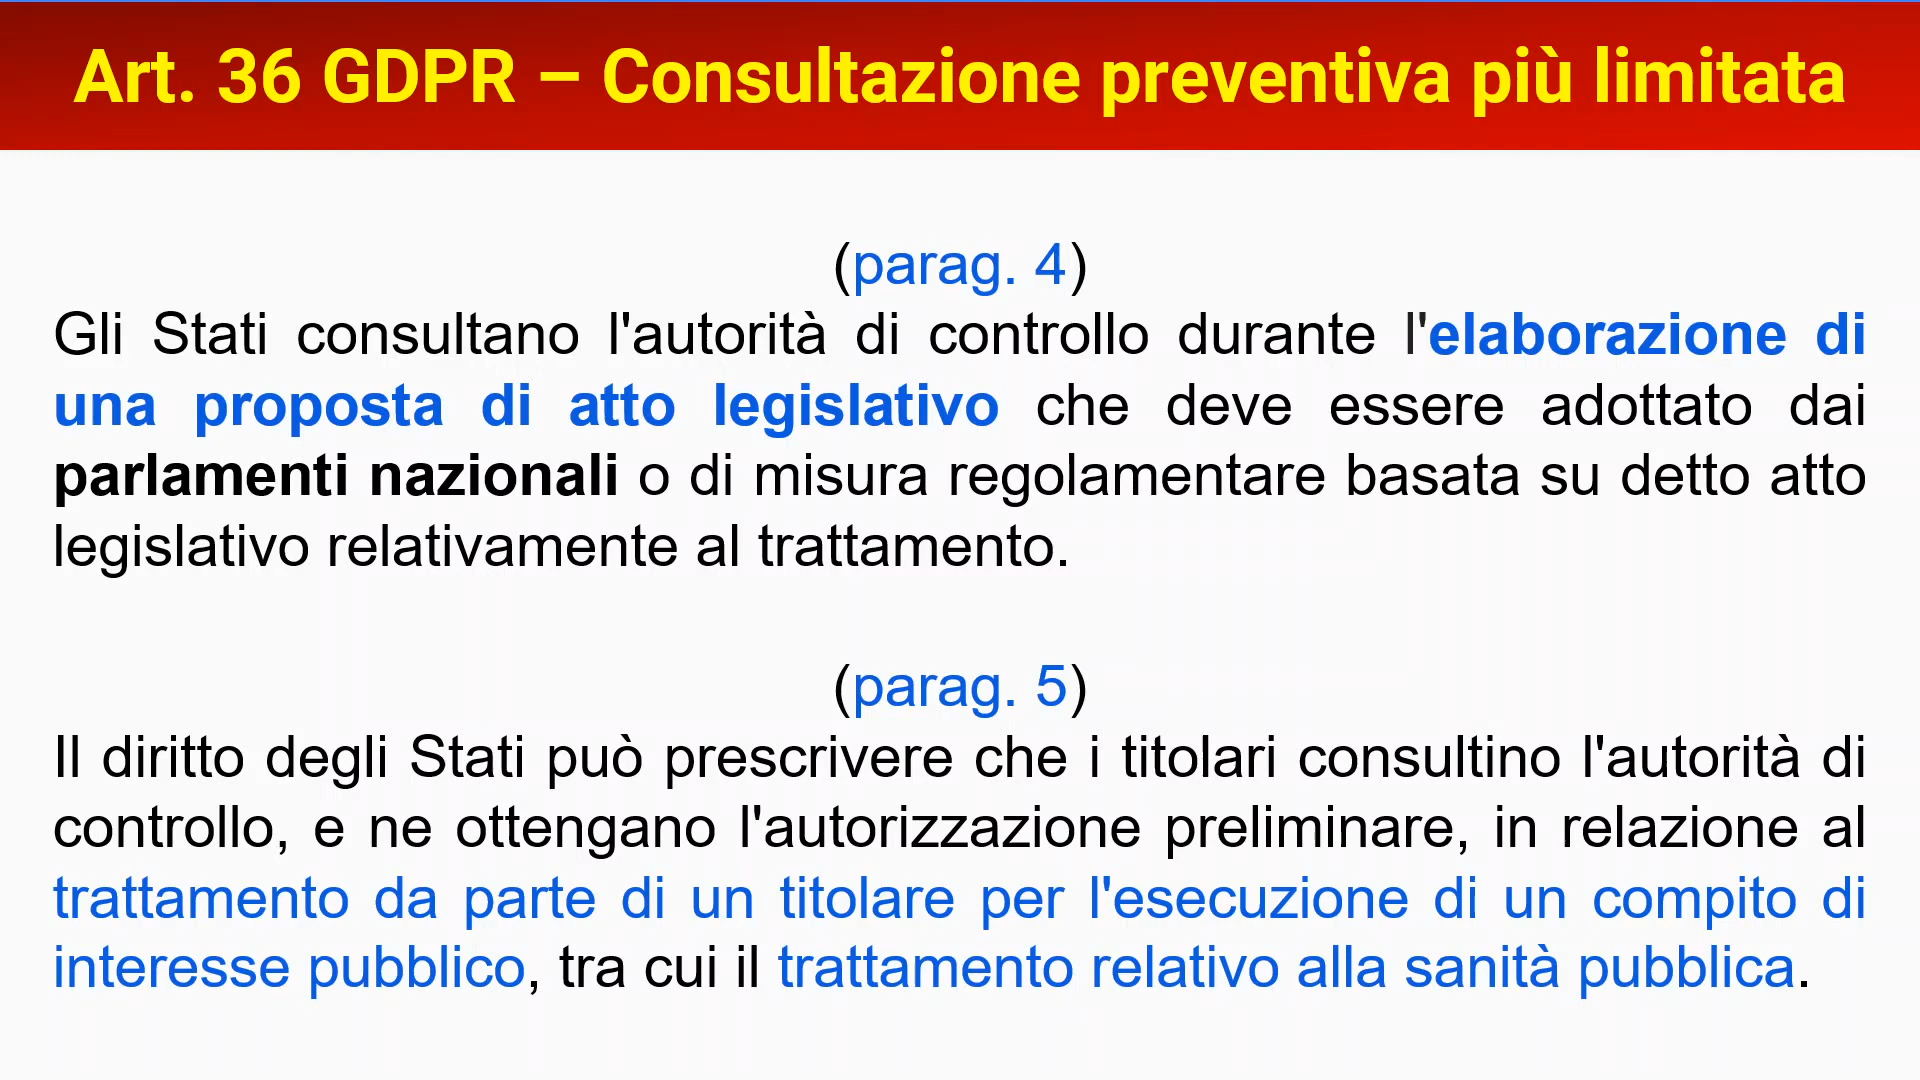 Art. 36 GDPR – Consultazione preventiva più limitata
(parag. 4)
Gli Stati consultano l'autorità di controllo durante l'elaborazione di
una proposta di atto legislativo che deve essere adottato dai
parlamenti nazionali o di misura regolamentare basata su detto atto
legislativo relativamente al trattamento.
(parag. 5)
Il diritto degli Stati può prescrivere che i titolari consultino l'autorità di
controllo, e ne ottengano l'autorizzazione preliminare, in relazione al
trattamento da parte di un titolare per l'esecuzione di un compito di
interesse pubblico, tra cui il trattamento relativo alla sanità pubblica.